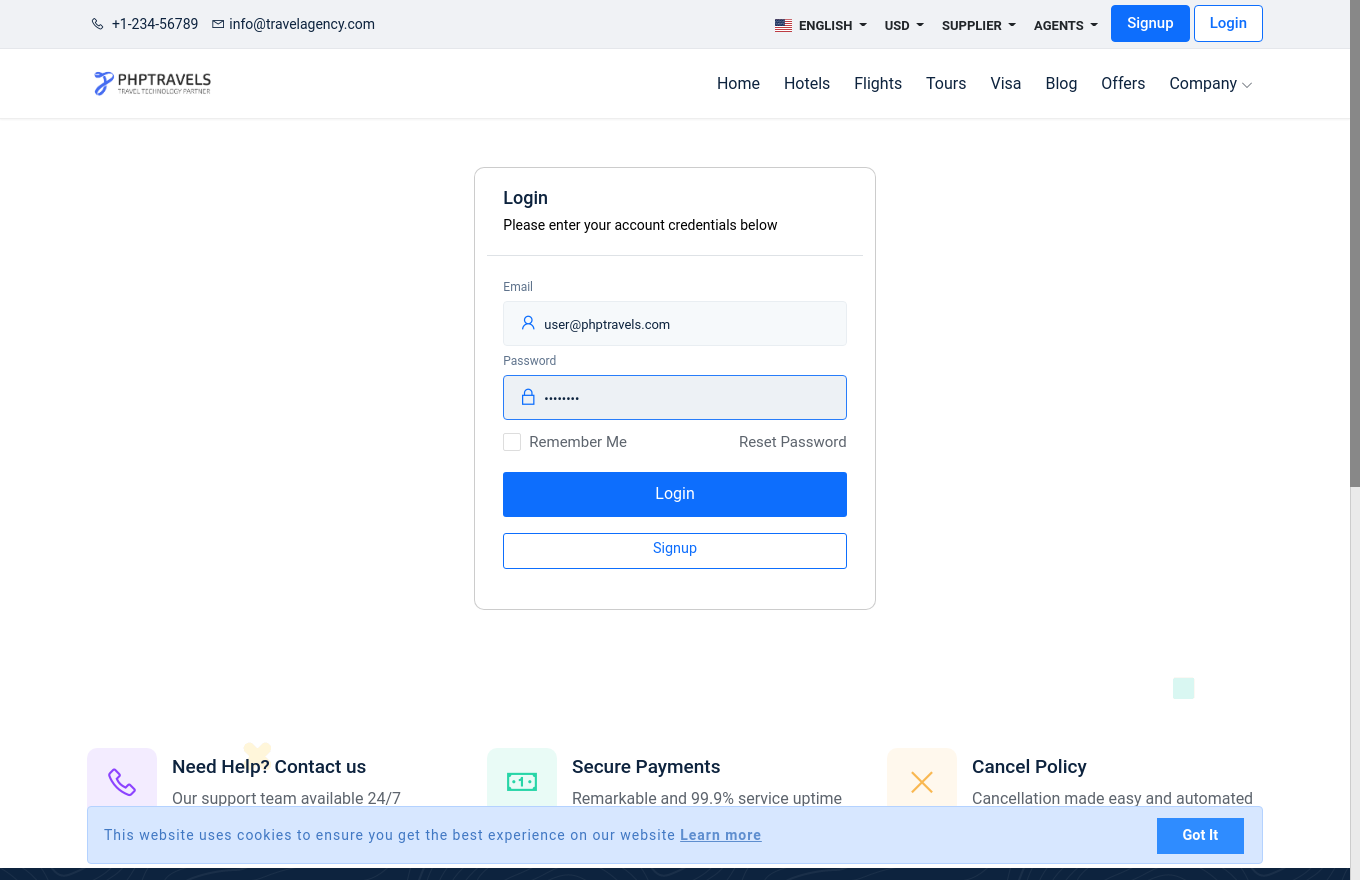 +1-234-56789 info@travelagency.com ENGLISH USD SUPPLIER AGENTS Signup Login
PHPTRAVELS
TRAVEL TECHNOLOGY PARTNER
Home Hotels Flights Tours Visa Blog Offers Company
Login
Please enter your account credentials below
Email
user@phptravels.com
Password
••••••••
Remember Me Reset Password
Login
Signup
Need Help? Contact us
Our support team available 24/7
Secure Payments
Remarkable and 99.9% service uptime
Cancel Policy
Cancellation made easy and automated
This website uses cookies to ensure you get the best experience on our website Learn more
Got It